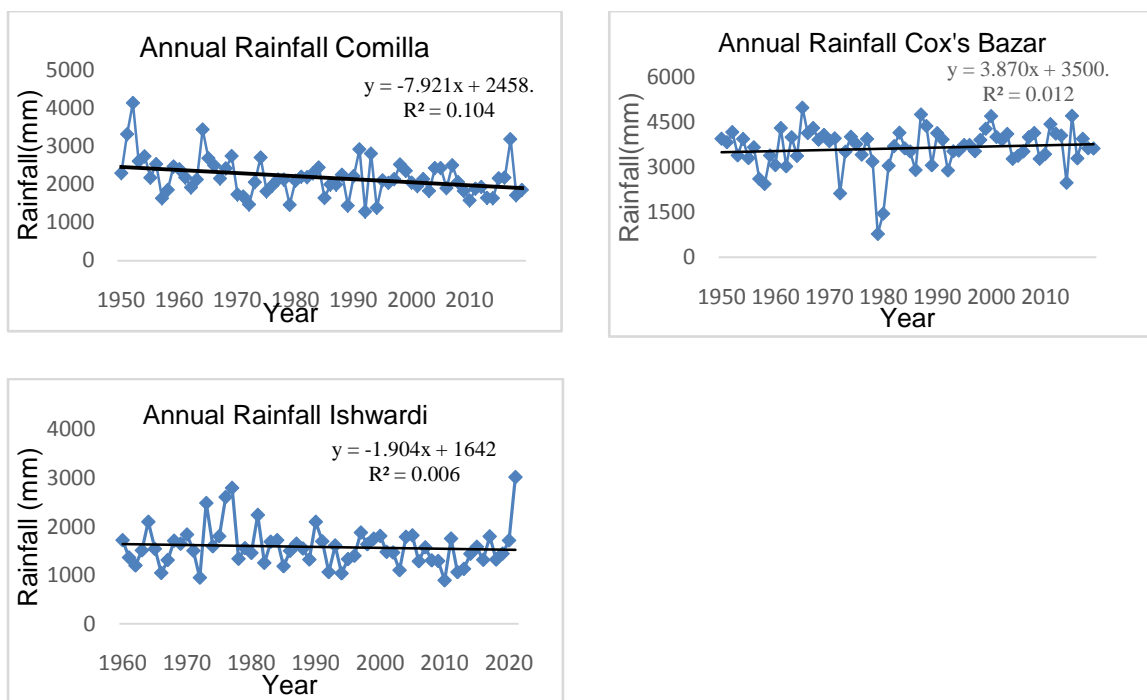 Annual Rainfall Comilla
y = -7.921x + 2458.
R² = 0.104
Rainfall(mm)
5000
4000
3000
2000
1000
0
1950 1960 1970 1980 1990 2000 2010
Year
Annual Rainfall Cox's Bazar
y = 3.870x + 3500.
R² = 0.012
Rainfall(mm)
6000
4500
3000
1500
0
1950 1960 1970 1980 1990 2000 2010
Year
Annual Rainfall Ishwardi
y = -1.904x + 1642
R² = 0.006
Rainfall (mm)
4000
3000
2000
1000
0
1960 1970 1980 1990 2000 2010 2020
Year